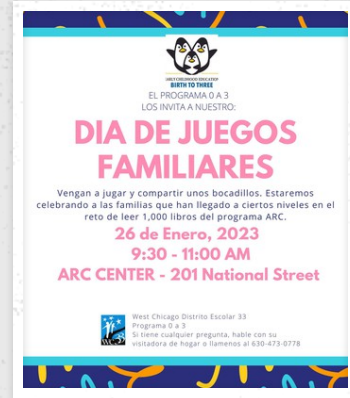 EARLY CHILDHOOD EDUCATION
BIRTH TO THREE
EL PROGRAMA 0 A 3
LOS INVITA A NUESTRO:
DIA DE JUEGOS
FAMILIARES
Vengan a jugar y compartir unos bocadillos. Estaremos
celebrando a las familias que han llegado a ciertos niveles en el
reto de leer 1,000 libros del programa ARC.
26 de Enero, 2023
9:30 - 11:00 AM
ARC CENTER - 201 National Street
West Chicago Distrito Escolar 33
Programa 0 a 3
Si tiene cualquier pregunta, hable con su
visitadora de hogar o llamenos al 630-473-0778